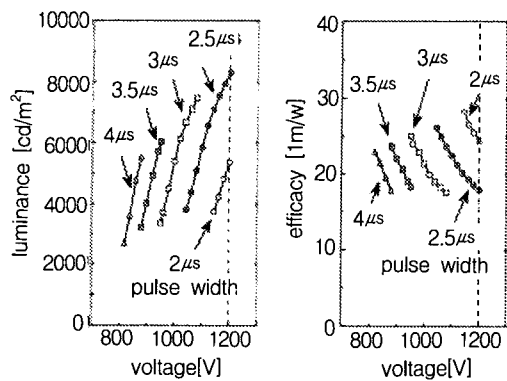 luminance [cd/m²]
10000
8000
6000
4000
2000
0
800 1000 1200
voltage[V]
4μs
3.5μs
3μs
2.5μs
2μs
pulse width
efficacy [1m/w]
40
30
20
10
0
800 1000 1200
voltage[V]
3.5μs
3μs
2μs
4μs
2.5μs
pulse width